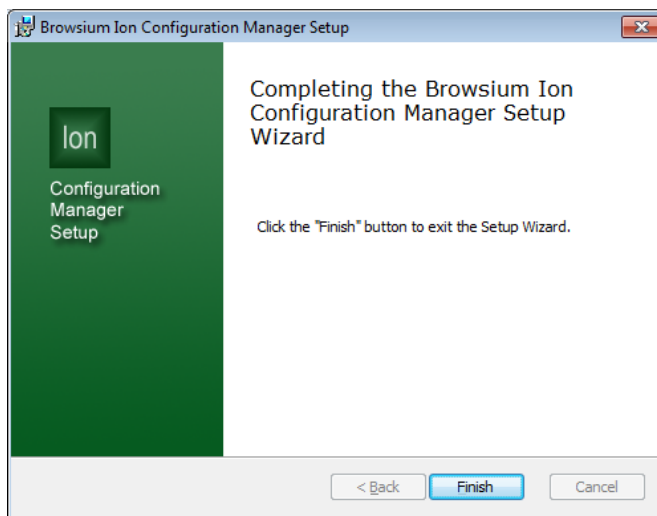 Browsium Ion Configuration Manager Setup
Ion
Configuration
Manager
Setup
Completing the Browsium Ion
Configuration Manager Setup
Wizard
Click the "Finish" button to exit the Setup Wizard.
< Back
Finish
Cancel